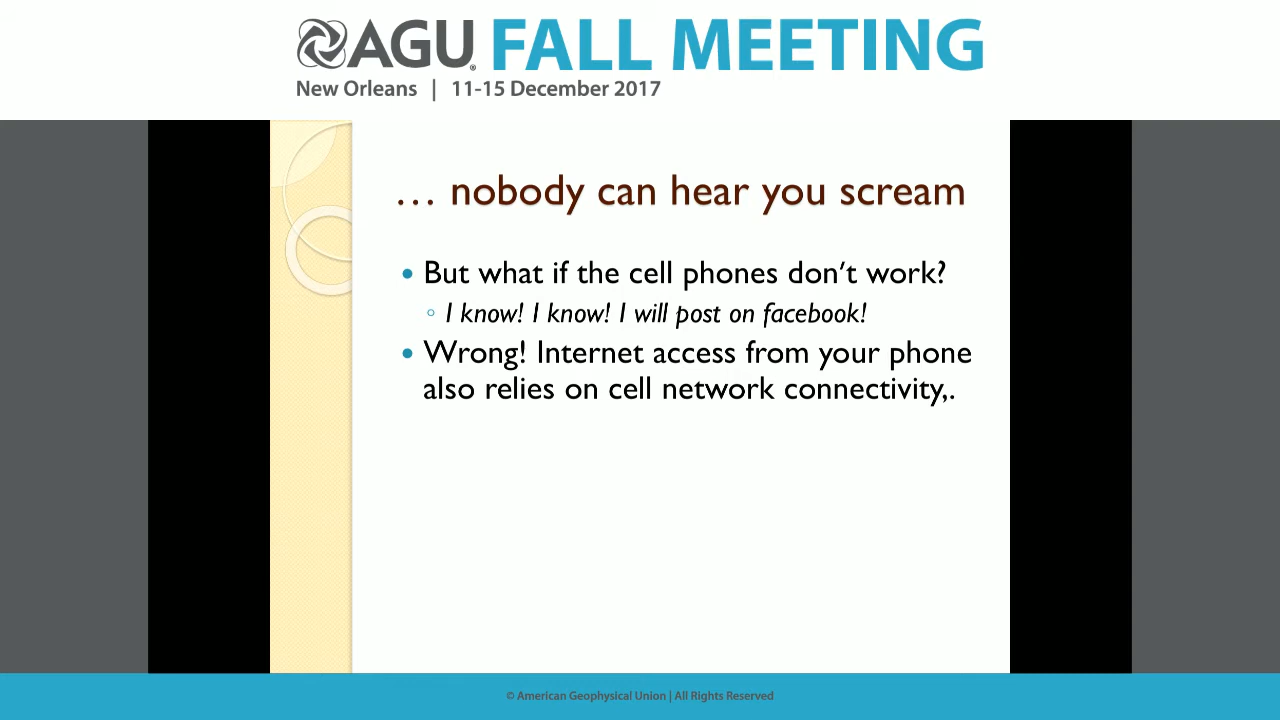 AGU FALL MEETING
New Orleans | 11-15 December 2017
… nobody can hear you scream
• But what if the cell phones don't work?
◦ I know! I know! I will post on facebook!
• Wrong! Internet access from your phone
also relies on cell network connectivity,.
© American Geophysical Union | All Rights Reserved